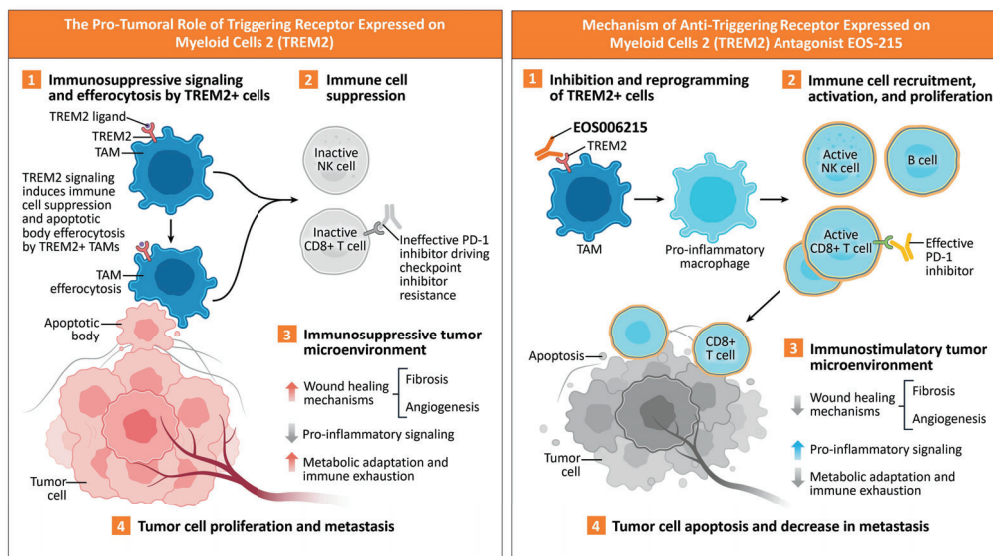 The Pro-Tumoral Role of Triggering Receptor Expressed on
Myeloid Cells 2 (TREM2)
1 Immunosuppressive signaling
and efferocytosis by TREM2+ cells
TREM2 ligand
TREM2
TAM
TREM2 signaling
induces immune
cell suppression
and apoptotic
body efferocytosis
by TREM2+ TAMs
TAM
efferocytosis
Apoptotic
body
Tumor
cell
2 Immune cell
suppression
Inactive
NK cell
Inactive
CD8+ T cell
Ineffective PD-1
inhibitor driving
checkpoint
inhibitor
resistance
3 Immunosuppressive tumor
microenvironment
Wound healing
mechanisms
Fibrosis
Angiogenesis
Pro-inflammatory signaling
Metabolic adaptation and
immune exhaustion
4 Tumor cell proliferation and metastasis
Mechanism of Anti-Triggering Receptor Expressed on
Myeloid Cells 2 (TREM2) Antagonist EOS-215
1 Inhibition and reprogramming
of TREM2+ cells
EOS006215
TREM2
TAM
Pro-inflammatory
macrophage
2 Immune cell recruitment,
activation, and proliferation
Active
NK cell
B cell
Active
CD8+ T cell
Effective
PD-1
inhibitor
Apoptosis
CD8+
T cell
Tumor
cell
3 Immunostimulatory tumor
microenvironment
Wound healing
mechanisms
Fibrosis
Angiogenesis
Pro-inflammatory signaling
Metabolic adaptation and
immune exhaustion
4 Tumor cell apoptosis and decrease in metastasis